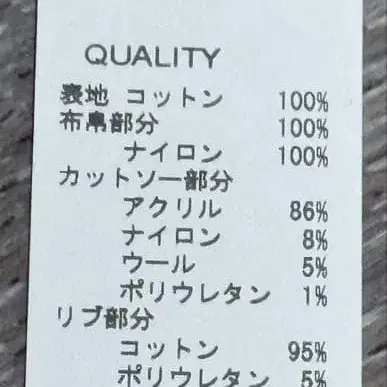 QUALITY
表地 コットン 100%
布帛部分 100%
ナイロン 100%
カットソー部分
アクリル 86%
ナイロン 8%
ウール 5%
ポリウレタン 1%
リブ部分
コットン 95%
ポリウレタン 5%